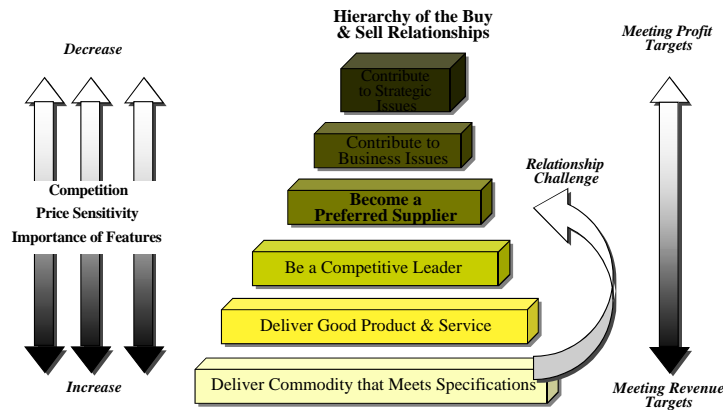 Hierarchy of the Buy
& Sell Relationships
Decrease
Meeting Profit
Targets
Contribute
to Strategic
Issues
Contribute to
Business Issues
Relationship
Challenge
Competition
Price Sensitivity
Importance of Features
Become a
Preferred Supplier
Be a Competitive Leader
Deliver Good Product & Service
Deliver Commodity that Meets Specifications
Increase
Meeting Revenue
Targets